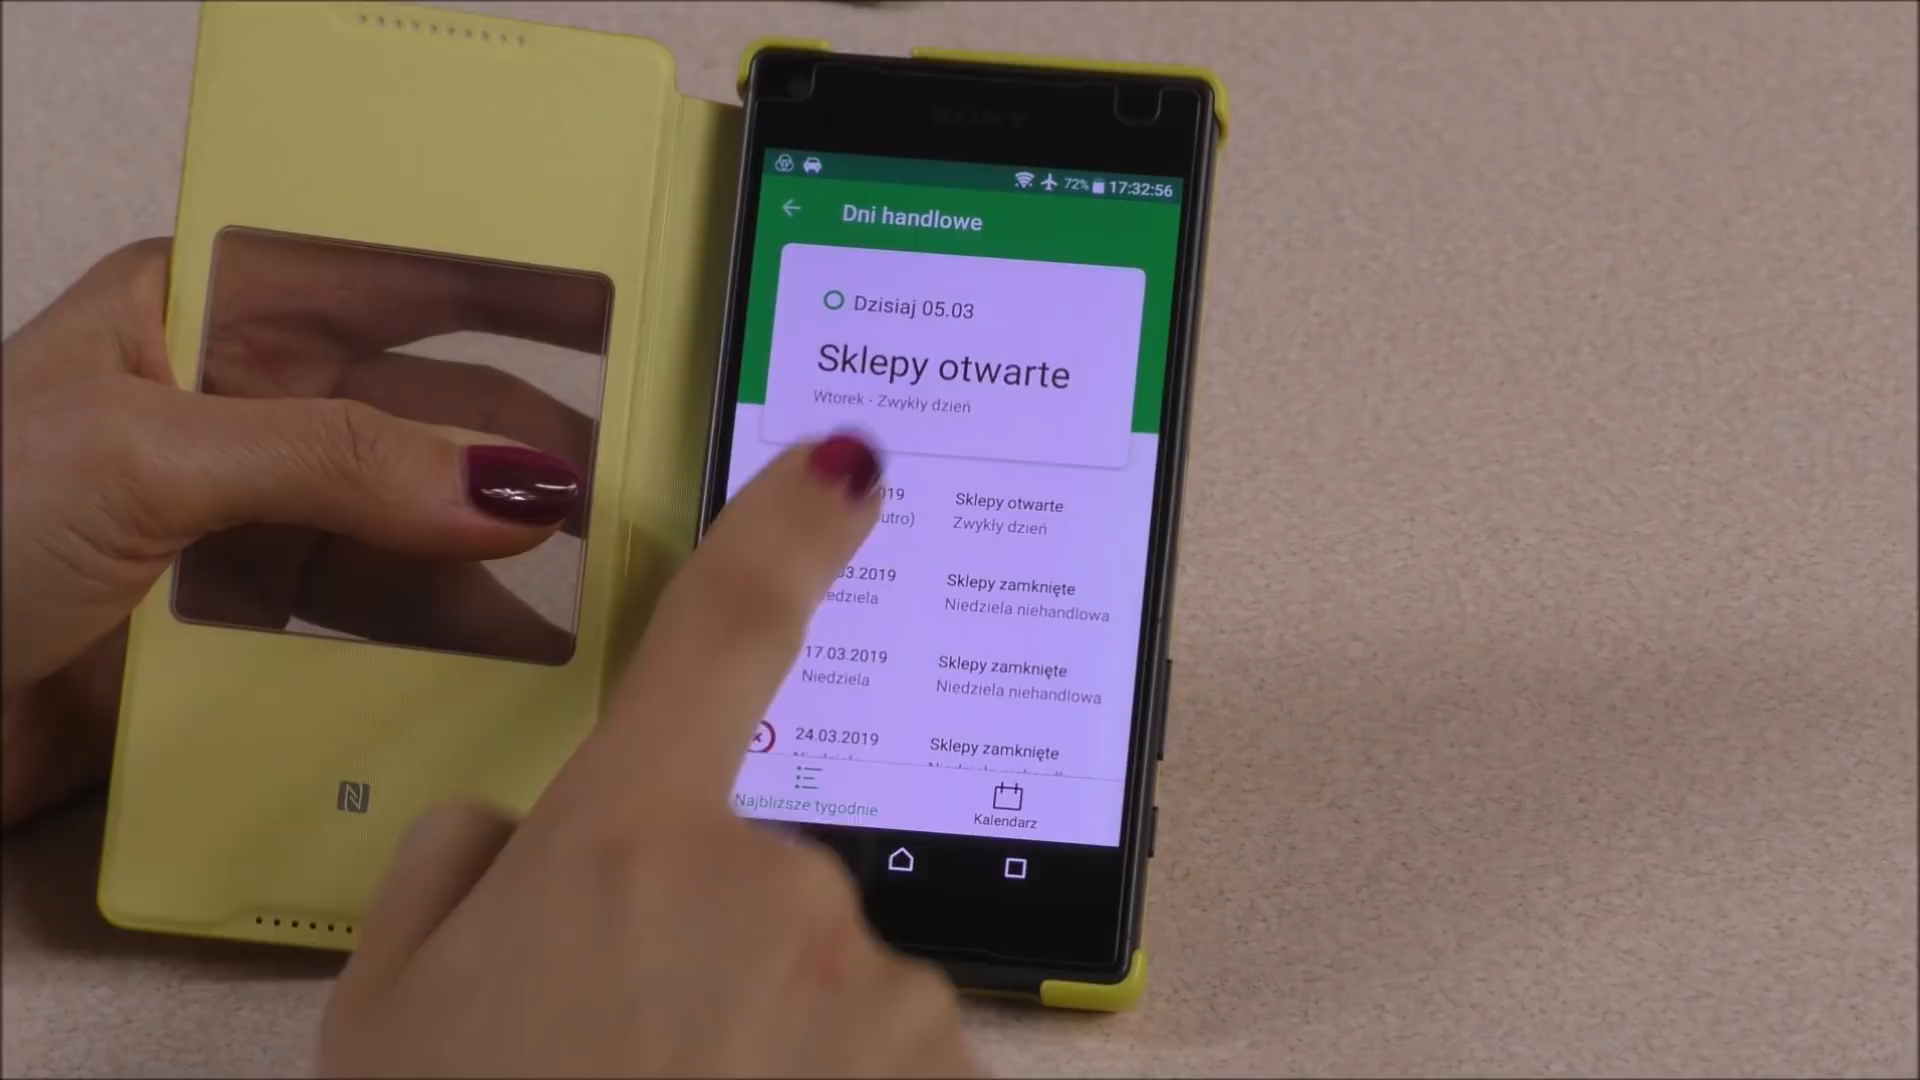 SONY
72% 17:32:56
Dni handlowe
Dzisiaj 05.03
Sklepy otwarte
Wtorek - Zwykły dzień
Sklepy otwarte
Zwykły dzień
Sklepy zamknięte
Niedziela niehandlowa
17.03.2019 Sklepy zamknięte
Niedziela Niedziela niehandlowa
24.03.2019 Sklepy zamknięte
Najbliższe tygodnie Kalendarz